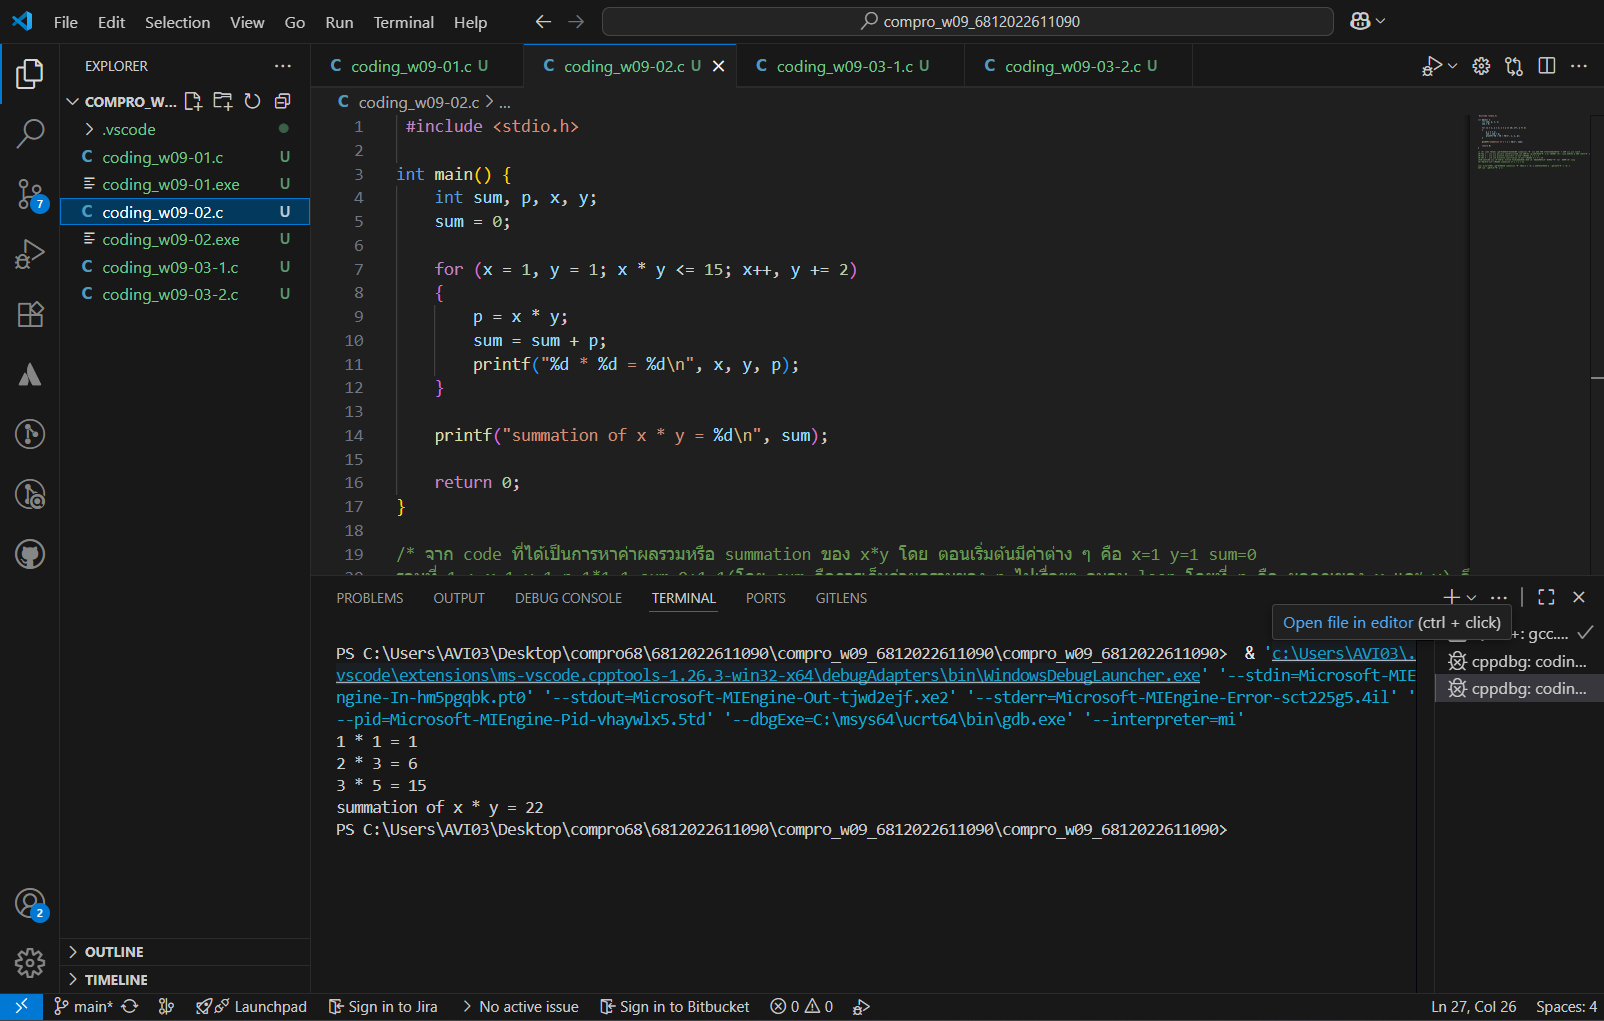 File Edit Selection View Go Run Terminal Help
compro_w09_6812022611090
EXPLORER
COMPRO_W...
.vscode
coding_w09-01.c U
coding_w09-01.exe U
coding_w09-02.c U
coding_w09-02.exe U
coding_w09-03-1.c U
coding_w09-03-2.c U
OUTLINE
TIMELINE
7
2
C coding_w09-01.c U
C coding_w09-02.c U
C coding_w09-03-1.c U
C coding_w09-03-2.c U
C coding_w09-02.c > ...
1 #include <stdio.h>
2
3 int main() {
4 int sum, p, x, y;
5 sum = 0;
6
7 for (x = 1, y = 1; x * y <= 15; x++, y += 2)
8 {
9 p = x * y;
10 sum = sum + p;
11 printf("%d * %d = %d\n", x, y, p);
12 }
13
14 printf("summation of x * y = %d\n", sum);
15
16 return 0;
17 }
18
19 /* จาก code ที่ได้เป็นการหาค่าผลรวมหรือ summation ของ x*y โดย ตอนเริ่มต้นมีค่าต่าง ๆ คือ x=1 y=1 sum=0
PROBLEMS OUTPUT DEBUG CONSOLE TERMINAL PORTS GITLENS
Open file in editor (ctrl + click)
+: gcc....
cppdbg: codin...
cppdbg: codin...
PS C:\Users\AVI03\Desktop\compro68\6812022611090\compro_w09_6812022611090\compro_w09_6812022611090> & 'c:\Users\AVI03\.
vscode\extensions\ms-vscode.cpptools-1.26.3-win32-x64\debugAdapters\bin\WindowsDebugLauncher.exe' '--stdin=Microsoft-MIE
ngine-In-hm5pgqbk.pt0' '--stdout=Microsoft-MIEngine-Out-tjwd2ejf.xe2' '--stderr=Microsoft-MIEngine-Error-sct225g5.4il' '
--pid=Microsoft-MIEngine-Pid-vhaywlx5.5td' '--dbgExe=C:\msys64\ucrt64\bin\gdb.exe' '--interpreter=mi'
1 * 1 = 1
2 * 3 = 6
3 * 5 = 15
summation of x * y = 22
PS C:\Users\AVI03\Desktop\compro68\6812022611090\compro_w09_6812022611090\compro_w09_6812022611090>
main* Launchpad Sign in to Jira > No active issue Sign in to Bitbucket 0 0 Ln 27, Col 26 Spaces: 4